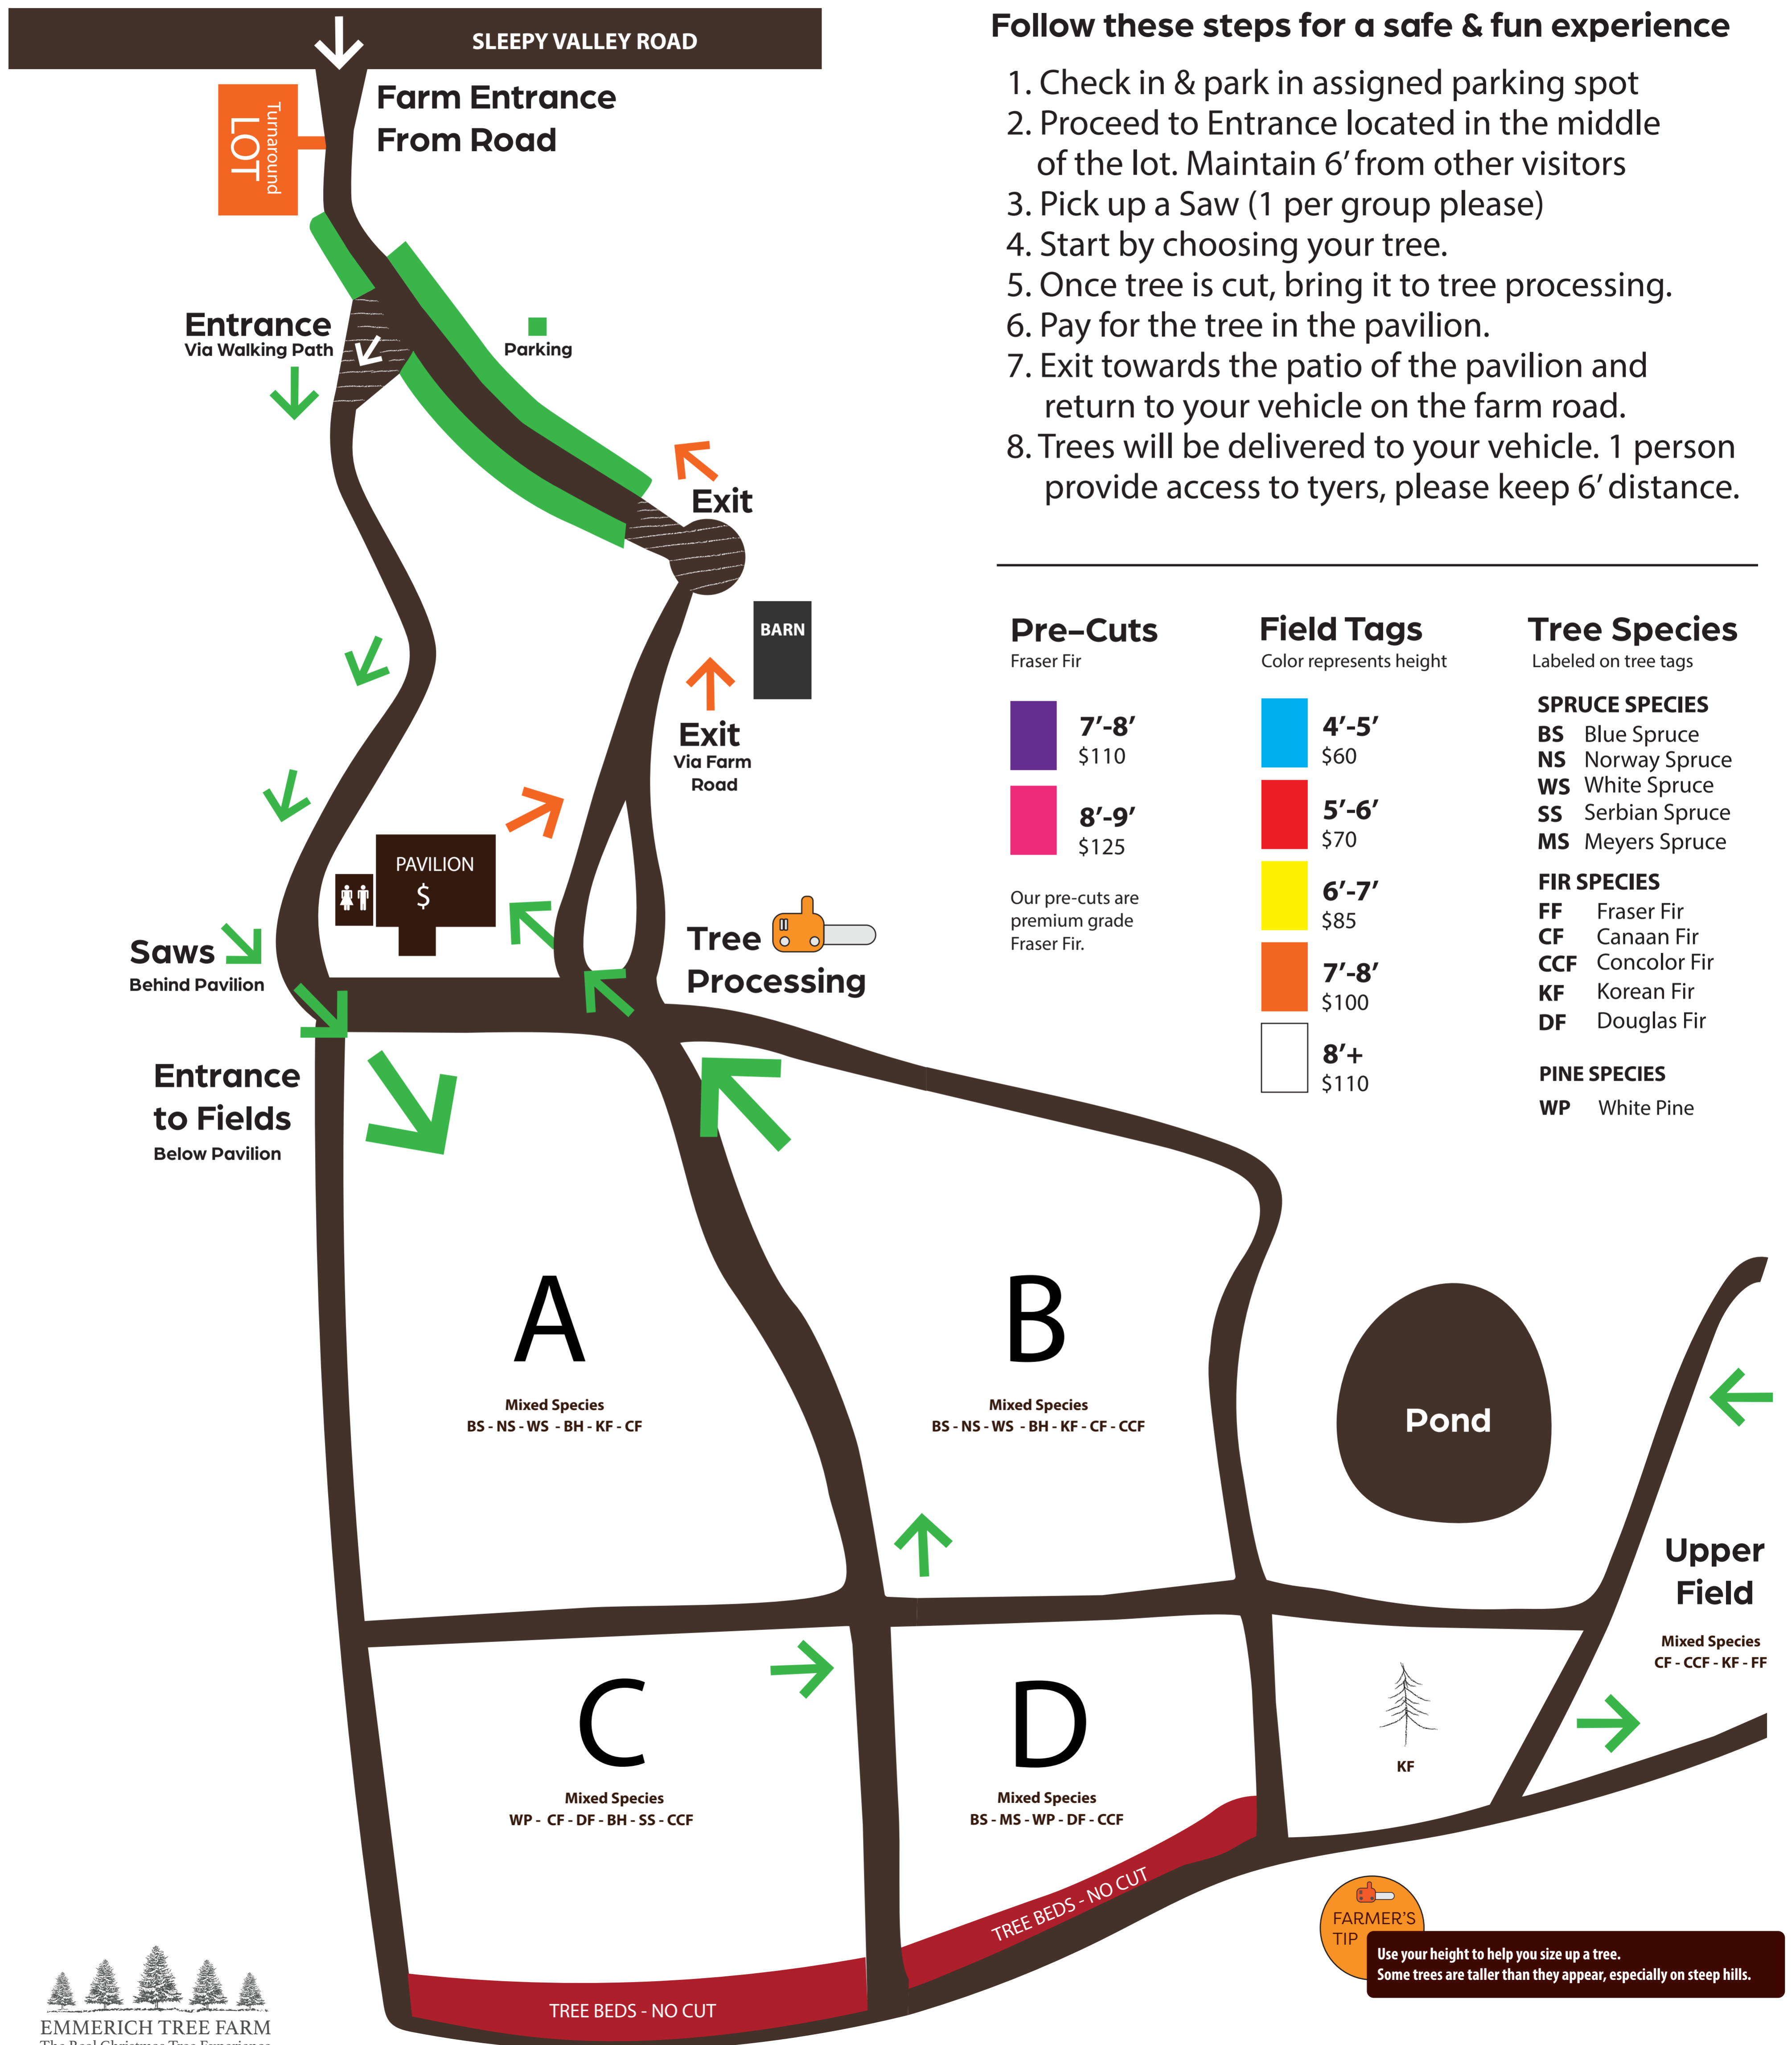 SLEEPY VALLEY ROAD
Farm Entrance
From Road
Turnaround
LOT
Entrance
Via Walking Path
Parking
Exit
BARN
Exit
Via Farm
Road
PAVILION
$
Saws
Behind Pavilion
Tree
Processing
Entrance
to Fields
Below Pavilion
Follow these steps for a safe & fun experience
1. Check in & park in assigned parking spot
2. Proceed to Entrance located in the middle
of the lot. Maintain 6’ from other visitors
3. Pick up a Saw (1 per group please)
4. Start by choosing your tree.
5. Once tree is cut, bring it to tree processing.
6. Pay for the tree in the pavilion.
7. Exit towards the patio of the pavilion and
return to your vehicle on the farm road.
8. Trees will be delivered to your vehicle. 1 person
provide access to tyers, please keep 6’ distance.
Pre-Cuts
Fraser Fir
7’-8’
$110
8’-9’
$125
Our pre-cuts are
premium grade
Fraser Fir.
Field Tags
Color represents height
4’-5’
$60
5’-6’
$70
6’-7’
$85
7’-8’
$100
8’+
$110
Tree Species
Labeled on tree tags
SPRUCE SPECIES
BS Blue Spruce
NS Norway Spruce
WS White Spruce
SS Serbian Spruce
MS Meyers Spruce
FIR SPECIES
FF Fraser Fir
CF Canaan Fir
CCF Concolor Fir
KF Korean Fir
DF Douglas Fir
PINE SPECIES
WP White Pine
A
Mixed Species
BS - NS - WS - BH - KF - CF
B
Mixed Species
BS - NS - WS - BH - KF - CF - CCF
Pond
Upper
Field
Mixed Species
CF - CCF - KF - FF
C
Mixed Species
WP - CF - DF - BH - SS - CCF
D
Mixed Species
BS - MS - WP - DF - CCF
KF
TREE BEDS - NO CUT
TREE BEDS - NO CUT
FARMER’S
TIP
Use your height to help you size up a tree.
Some trees are taller than they appear, especially on steep hills.
EMMERICH TREE FARM
The Real Christmas Tree Experience